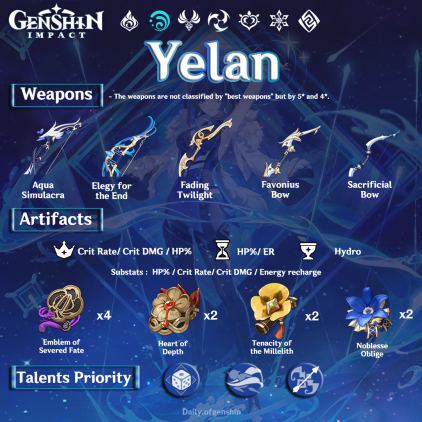 GENSHIN
IMPACT
Yelan
Weapons
- The weapons are not classified by "best weapons" but by 5* and 4*.
Aqua Simulacra
Elegy for the End
Fading Twilight
Favonius Bow
Sacrificial Bow
Artifacts
Crit Rate/ Crit DMG / HP%
HP%/ ER
Hydro
Substats : HP% / Crit Rate/ Crit DMG / Energy recharge
x4
x2
x2
x2
Emblem of Severed Fate
Heart of Depth
Tenacity of the Millelith
Noblesse Oblige
Talents Priority
Daily.ofgenshin